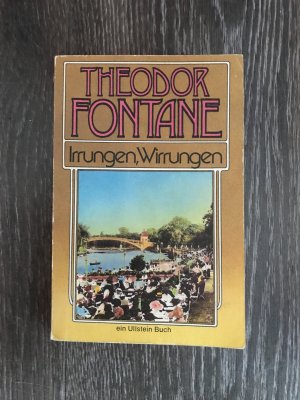 THEODOR
FONTANE
Irrungen, Wirrungen
ein Ullstein Buch